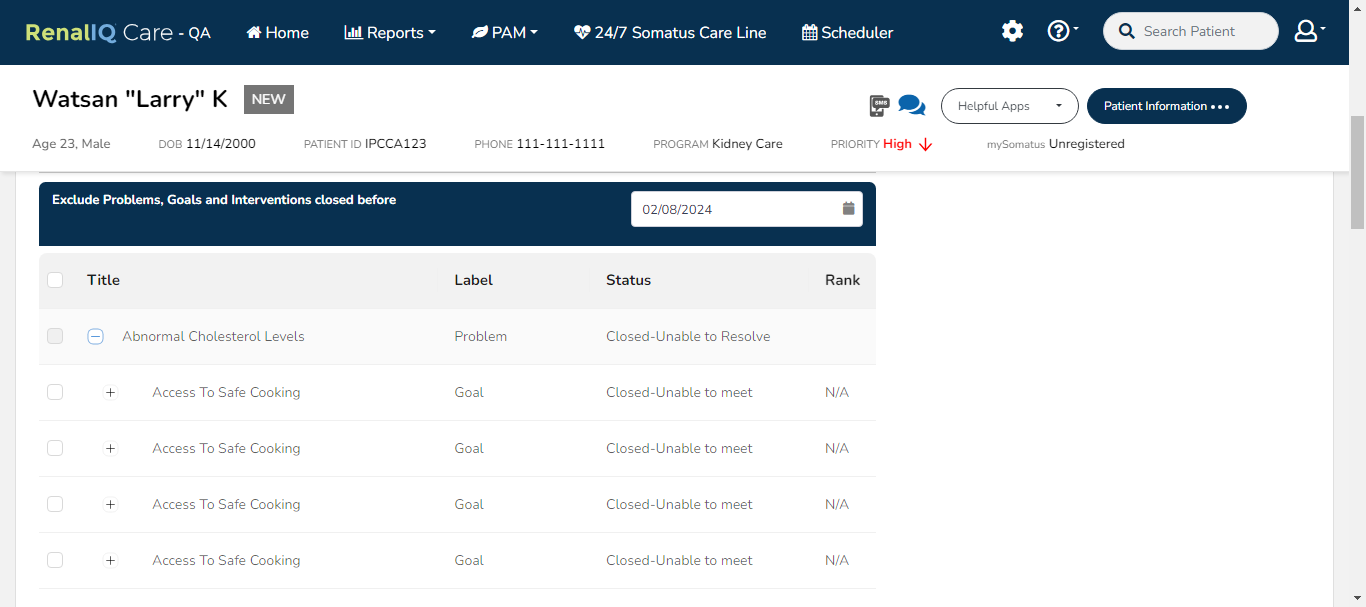 RenalIQ Care - QA Home Reports PAM 24/7 Somatus Care Line Scheduler Search Patient
Watsan "Larry" K NEW SMS Helpful Apps Patient Information
Age 23, Male DOB 11/14/2000 PATIENT ID IPCCA123 PHONE 111-111-1111 PROGRAM Kidney Care PRIORITY High mySomatus Unregistered
Exclude Problems, Goals and Interventions closed before 02/08/2024
Title Label Status Rank
Abnormal Cholesterol Levels Problem Closed-Unable to Resolve
Access To Safe Cooking Goal Closed-Unable to meet N/A
Access To Safe Cooking Goal Closed-Unable to meet N/A
Access To Safe Cooking Goal Closed-Unable to meet N/A
Access To Safe Cooking Goal Closed-Unable to meet N/A